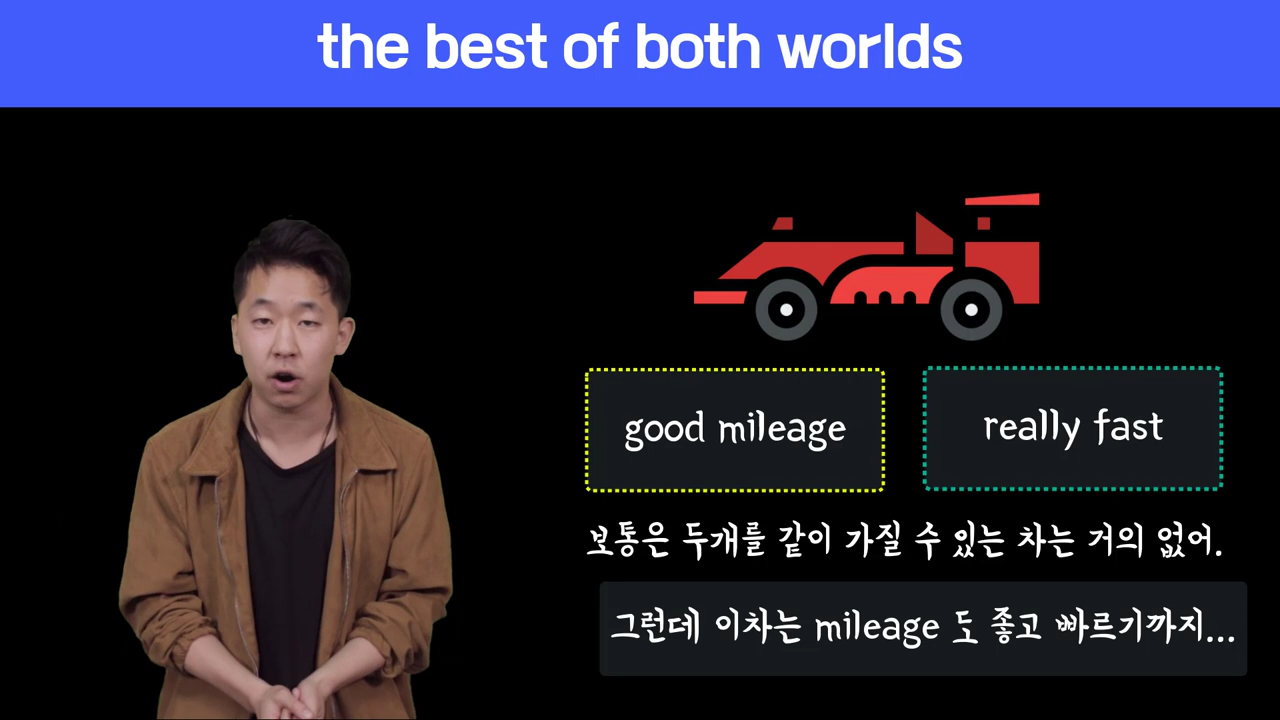 the best of both worlds
good mileage
really fast
보통은 두개를 같이 가질 수 있는 차는 거의 없어.
그런데 이차는 mileage 도 좋고 빠르기까지...